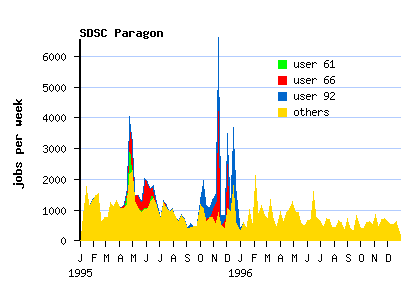 SDSC Paragon
jobs per week
6000
5000
4000
3000
2000
1000
0
user 61
user 66
user 92
others
J F M A M J J A S O N D J F M A M J J A S O N D
1995 1996